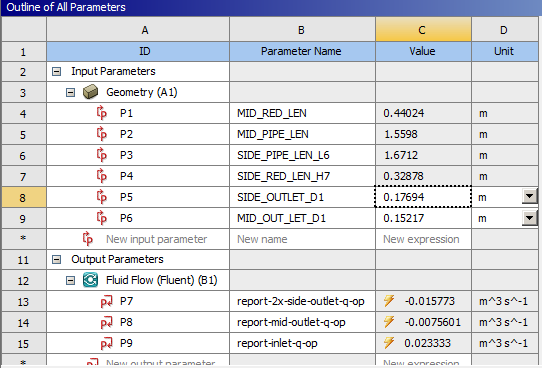 Outline of All Parameters
A B C D
1 ID Parameter Name Value Unit
2 Input Parameters
3 Geometry (A1)
4 P1 MID_RED_LEN 0.44024 m
5 P2 MID_PIPE_LEN 1.5598 m
6 P3 SIDE_PIPE_LEN_L6 1.6712 m
7 P4 SIDE_RED_LEN_H7 0.32878 m
8 P5 SIDE_OUTLET_D1 0.17694 m
9 P6 MID_OUT_LET_D1 0.15217 m
* New input parameter New name New expression
11 Output Parameters
12 Fluid Flow (Fluent) (B1)
13 P7 report-2x-side-outlet-q-op -0.015773 m^3 s^-1
14 P8 report-mid-outlet-q-op -0.0075601 m^3 s^-1
15 P9 report-inlet-q-op 0.023333 m^3 s^-1
* New output parameter New expression